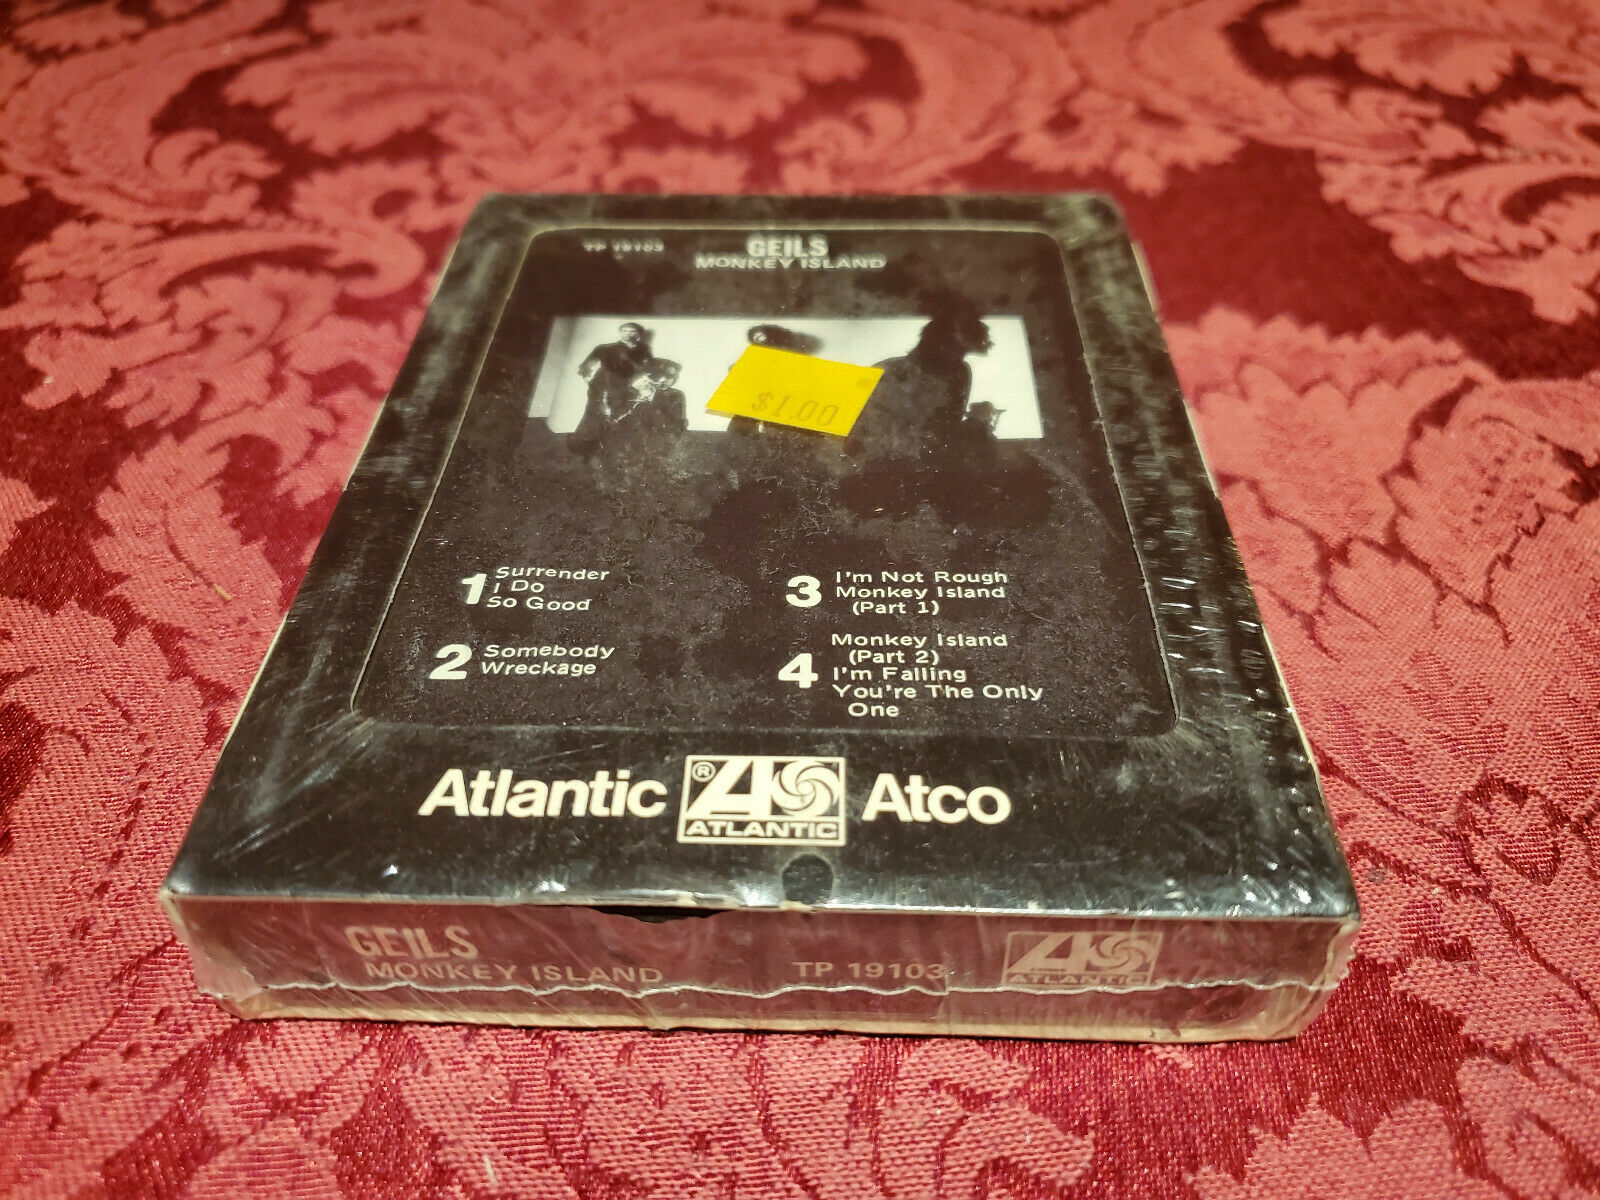 TP 19103
GEILS
MONKEY ISLAND
$1.00
1
Surrender
I Do
So Good
2
Somebody
Wreckage
3
I'm Not Rough
Monkey Island
(Part 1)
4
Monkey Island
(Part 2)
I'm Falling
You're The Only
One
Atlantic
®
ATLANTIC
Atco
GEILS
MONKEY ISLAND
TP 19103
ATLANTIC